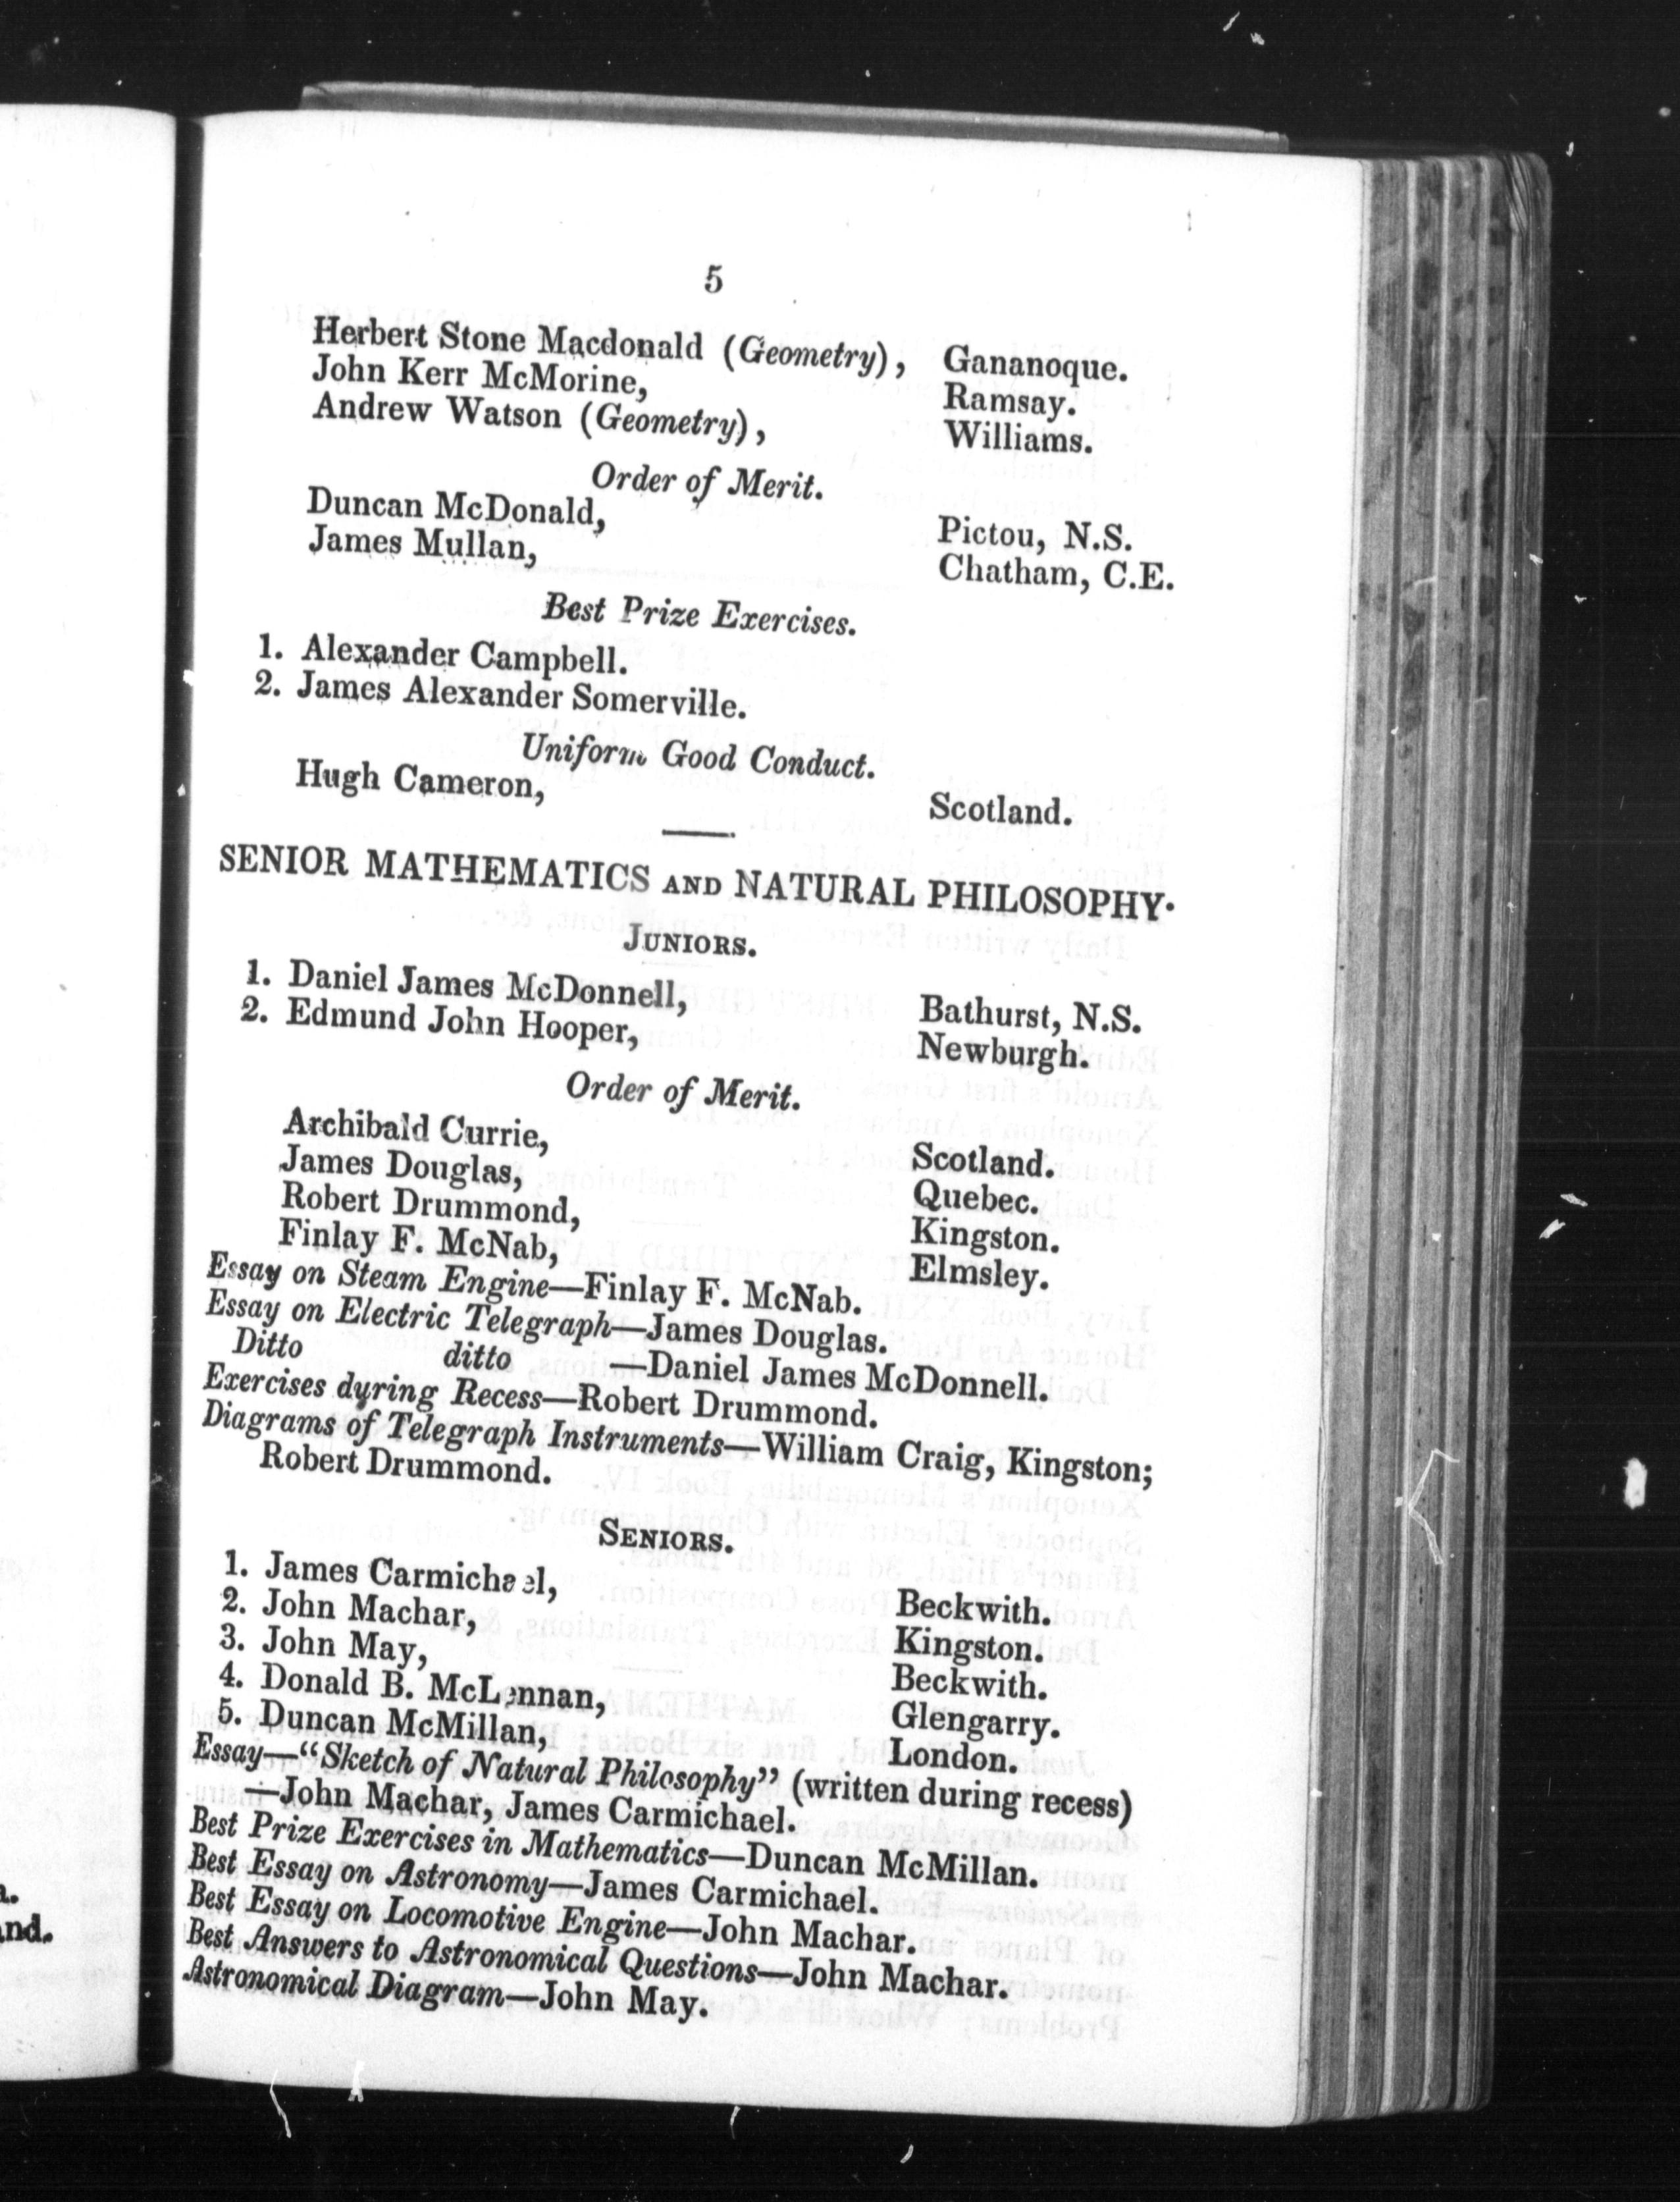 5
Herbert Stone Macdonald (Geometry), Gananoque.
John Kerr McMorine, Ramsay.
Andrew Watson (Geometry), Williams.
Order of Merit.
Duncan McDonald, Pictou, N.S.
James Mullan, Chatham, C.E.
Best Prize Exercises.
1. Alexander Campbell.
2. James Alexander Somerville.
Uniform Good Conduct.
Hugh Cameron, Scotland.
SENIOR MATHEMATICS AND NATURAL PHILOSOPHY.
JUNIORS.
1. Daniel James McDonnell, Bathurst, N.S.
2. Edmund John Hooper, Newburgh.
Order of Merit.
Archibald Currie, Scotland.
James Douglas, Quebec.
Robert Drummond, Kingston.
Finlay F. McNab, Elmsley.
Essay on Steam Engine—Finlay F. McNab.
Essay on Electric Telegraph—James Douglas.
Ditto ditto —Daniel James McDonnell.
Exercises dyring Recess—Robert Drummond.
Diagrams of Telegraph Instruments—William Craig, Kingston;
Robert Drummond.
SENIORS.
1. James Carmichael, Beckwith.
2. John Machar, Kingston.
3. John May, Beckwith.
4. Donald B. McLennan, Glengarry.
5. Duncan McMillan, London.
Essay—“Sketch of Natural Philosophy” (written during recess)
—John Machar, James Carmichael.
Best Prize Exercises in Mathematics—Duncan McMillan.
Best Essay on Astronomy—James Carmichael.
Best Essay on Locomotive Engine—John Machar.
Best Answers to Astronomical Questions—John Machar.
Astronomical Diagram—John May.